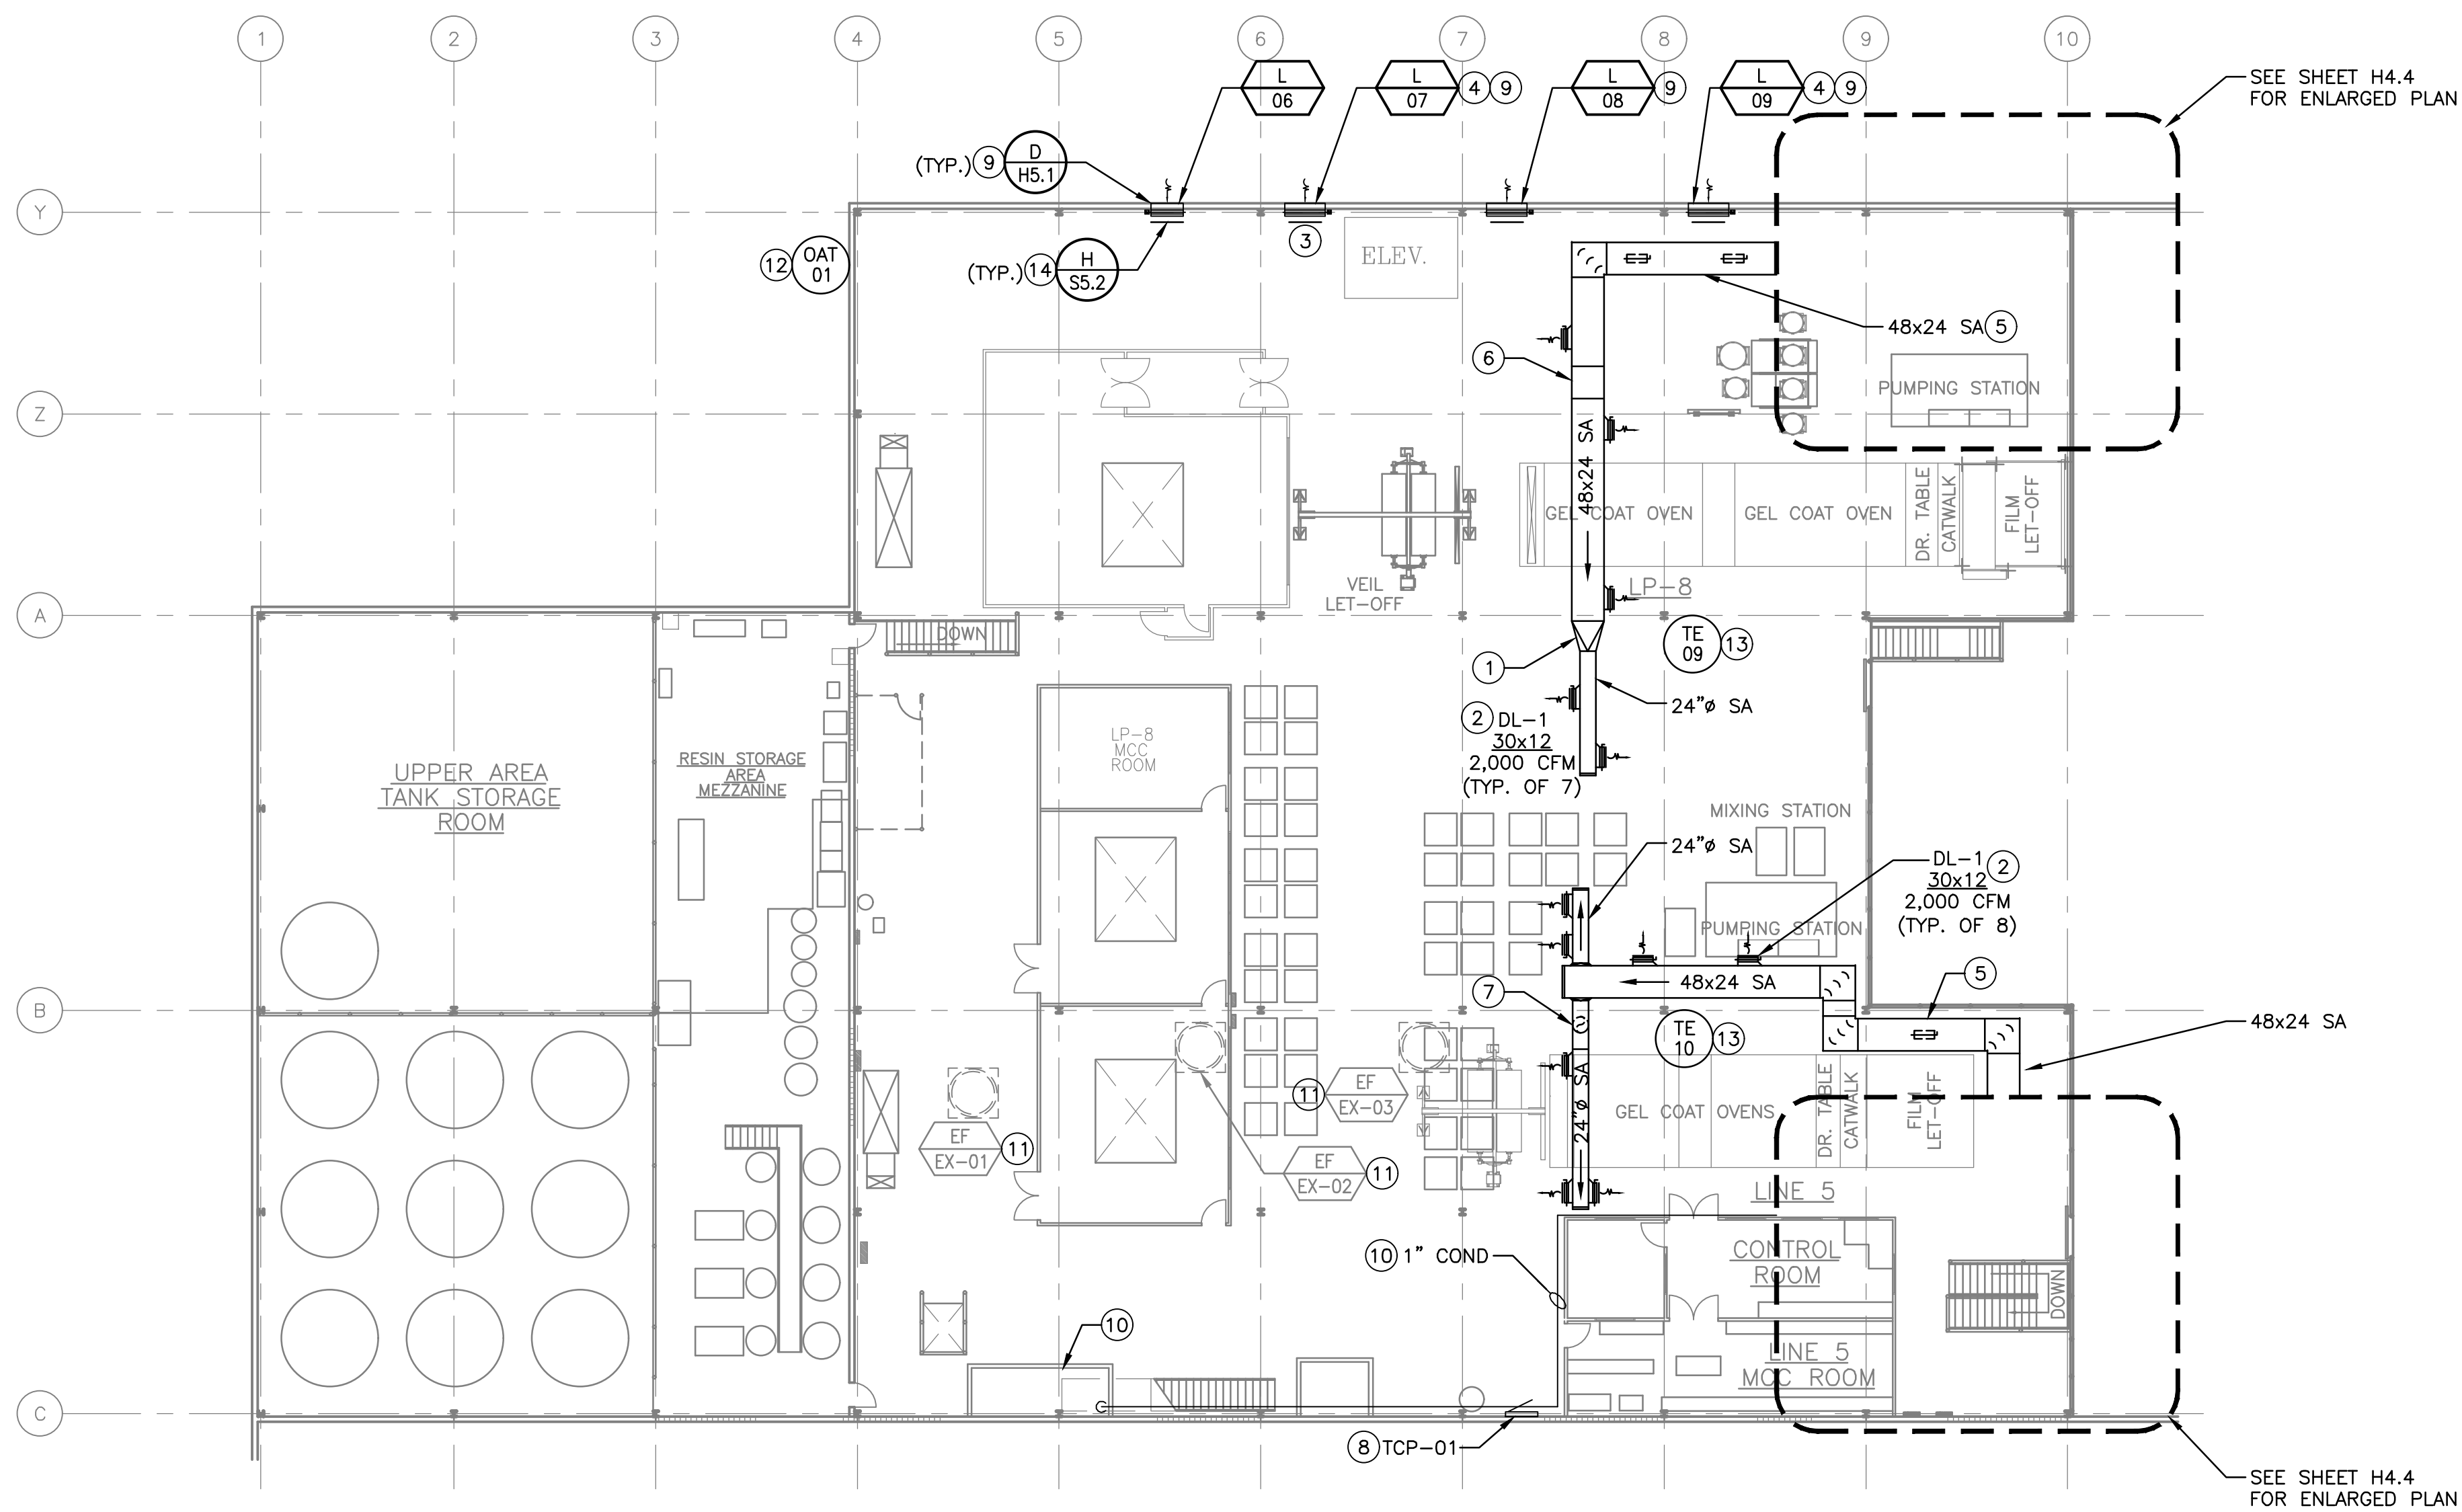 1
2
3
4
5
6
7
8
9
10
Y
Z
A
B
C
L
06
L
07
4
9
L
08
9
L
09
4
9
SEE SHEET H4.4
FOR ENLARGED PLAN
(TYP.) 9
D
H5.1
12
OAT
01
(TYP.) 14
H
S5.2
3
ELEV.
48x24 SA 5
6
PUMPING STATION
48x24 SA
GEL COAT OVEN
GEL COAT OVEN
DR. TABLE
CATWALK
FILM
LET-OFF
VEIL
LET-OFF
LP-8
DOWN
TE
09
13
1
24"ø SA
2 DL-1
30x12
2,000 CFM
(TYP. OF 7)
LP-8
MCC
ROOM
UPPER AREA
TANK STORAGE
ROOM
RESIN STORAGE
AREA
MEZZANINE
MIXING STATION
24"ø SA
DL-1 2
30x12
2,000 CFM
(TYP. OF 8)
PUMPING STATION
48x24 SA
5
7
TE
10
13
48x24 SA
24"ø SA
GEL COAT OVENS
DR. TABLE
CATWALK
FILM
LET-OFF
EF
EX-01
11
EF
EX-02
11
11
EF
EX-03
LINE 5
CONTROL
ROOM
10 1" COND
DOWN
10
LINE 5
MCC ROOM
8 TCP-01
C
SEE SHEET H4.4
FOR ENLARGED PLAN